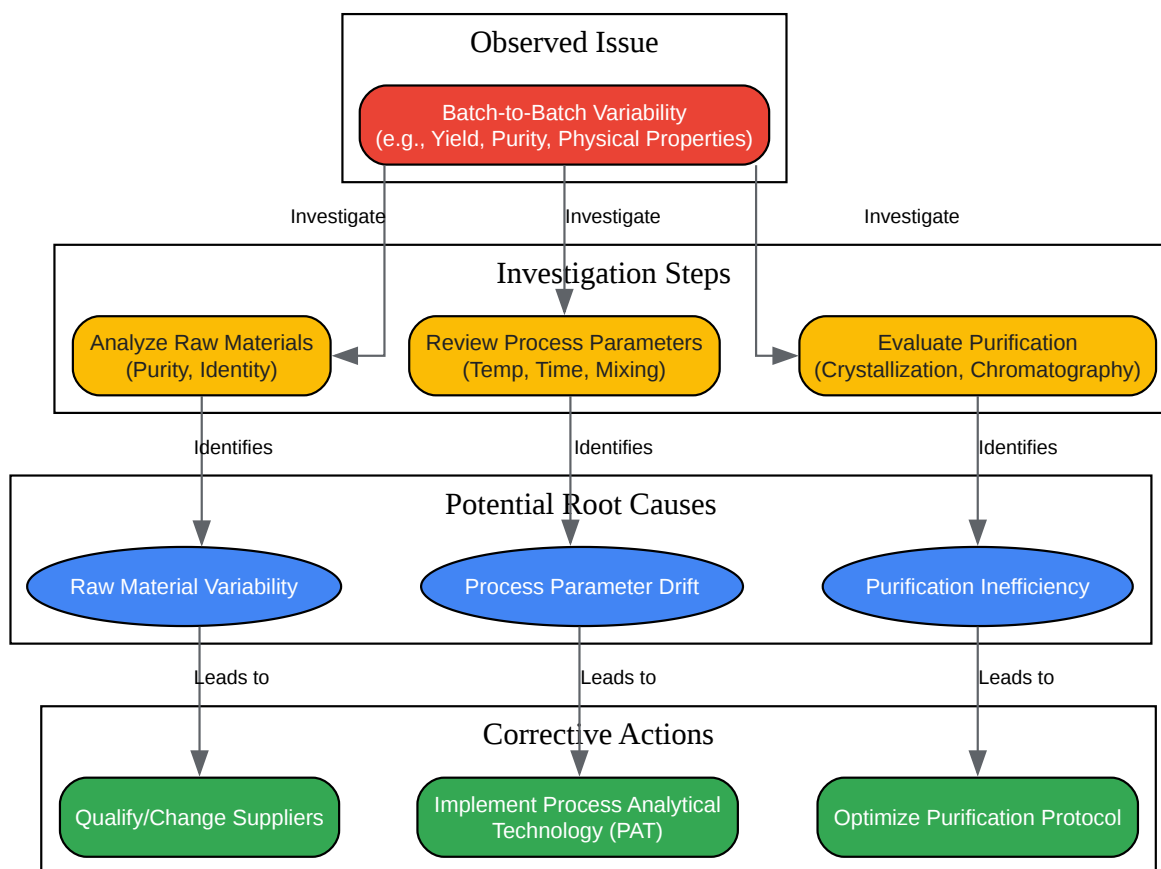 Observed Issue
Batch-to-Batch Variability
(e.g., Yield, Purity, Physical Properties)
Investigate
Investigate
Investigate
Investigation Steps
Analyze Raw Materials
(Purity, Identity)
Review Process Parameters
(Temp, Time, Mixing)
Evaluate Purification
(Crystallization, Chromatography)
Identifies
Identifies
Identifies
Potential Root Causes
Raw Material Variability
Process Parameter Drift
Purification Inefficiency
Leads to
Leads to
Leads to
Corrective Actions
Qualify/Change Suppliers
Implement Process Analytical
Technology (PAT)
Optimize Purification Protocol